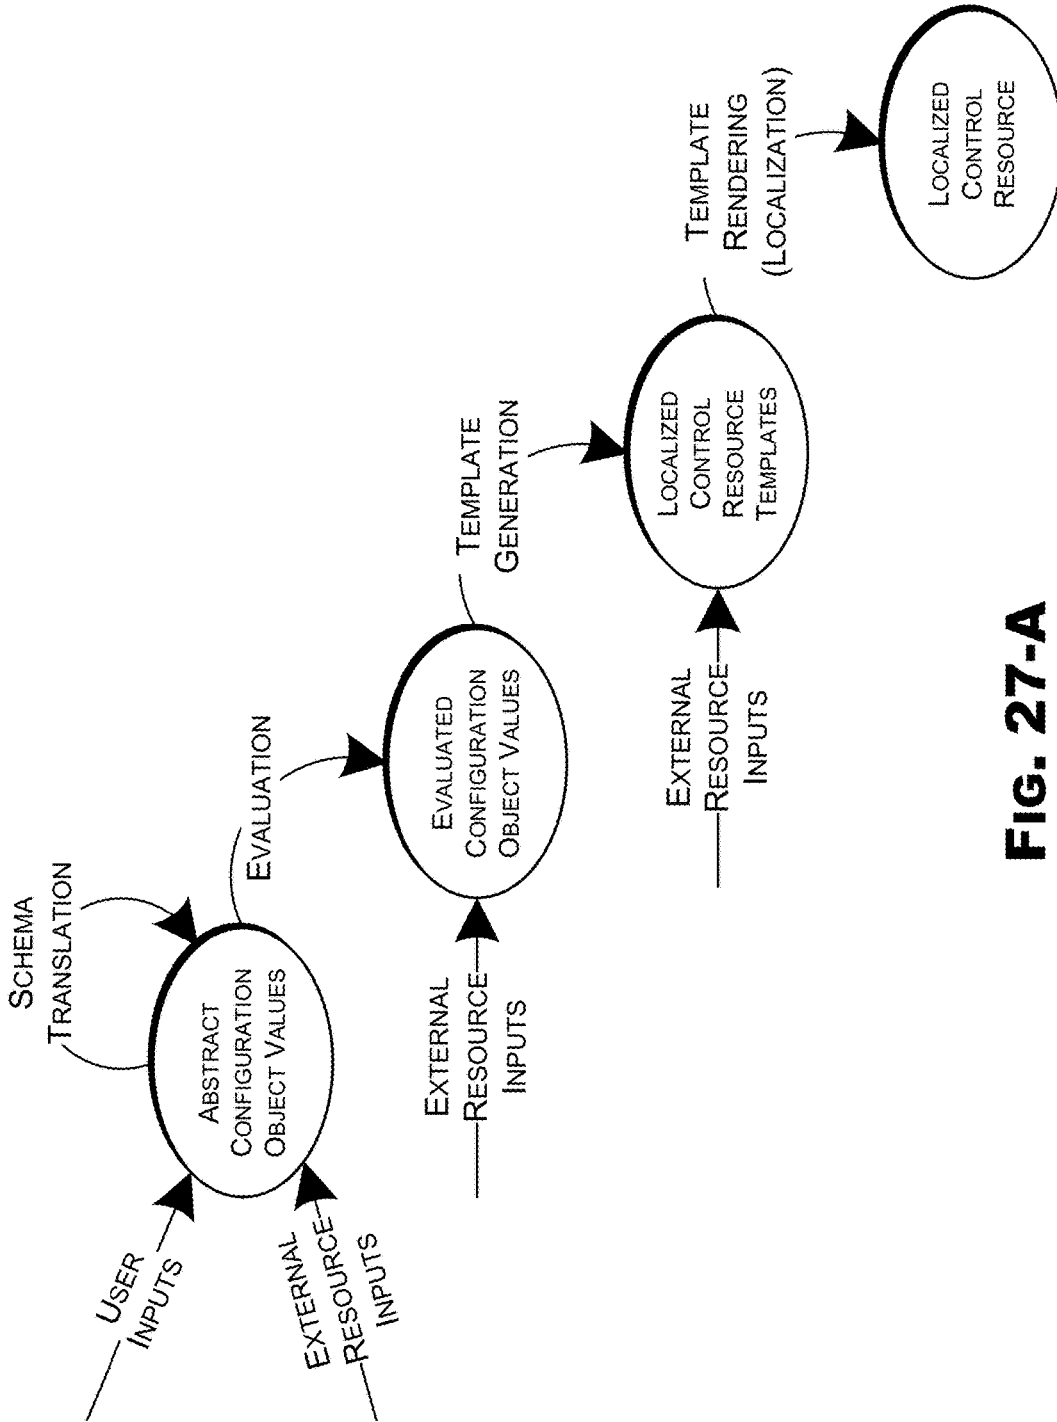 USER
INPUTS
EXTERNAL
RESOURCE
INPUTS
SCHEMA
TRANSLATION
ABSTRACT
CONFIGURATION
OBJECT VALUES
EVALUATION
EXTERNAL
RESOURCE
INPUTS
EVALUATED
CONFIGURATION
OBJECT VALUES
TEMPLATE
GENERATION
EXTERNAL
RESOURCE
INPUTS
LOCALIZED
CONTROL
RESOURCE
TEMPLATES
TEMPLATE
RENDERING
(LOCALIZATION)
LOCALIZED
CONTROL
RESOURCE
FIG. 27-A